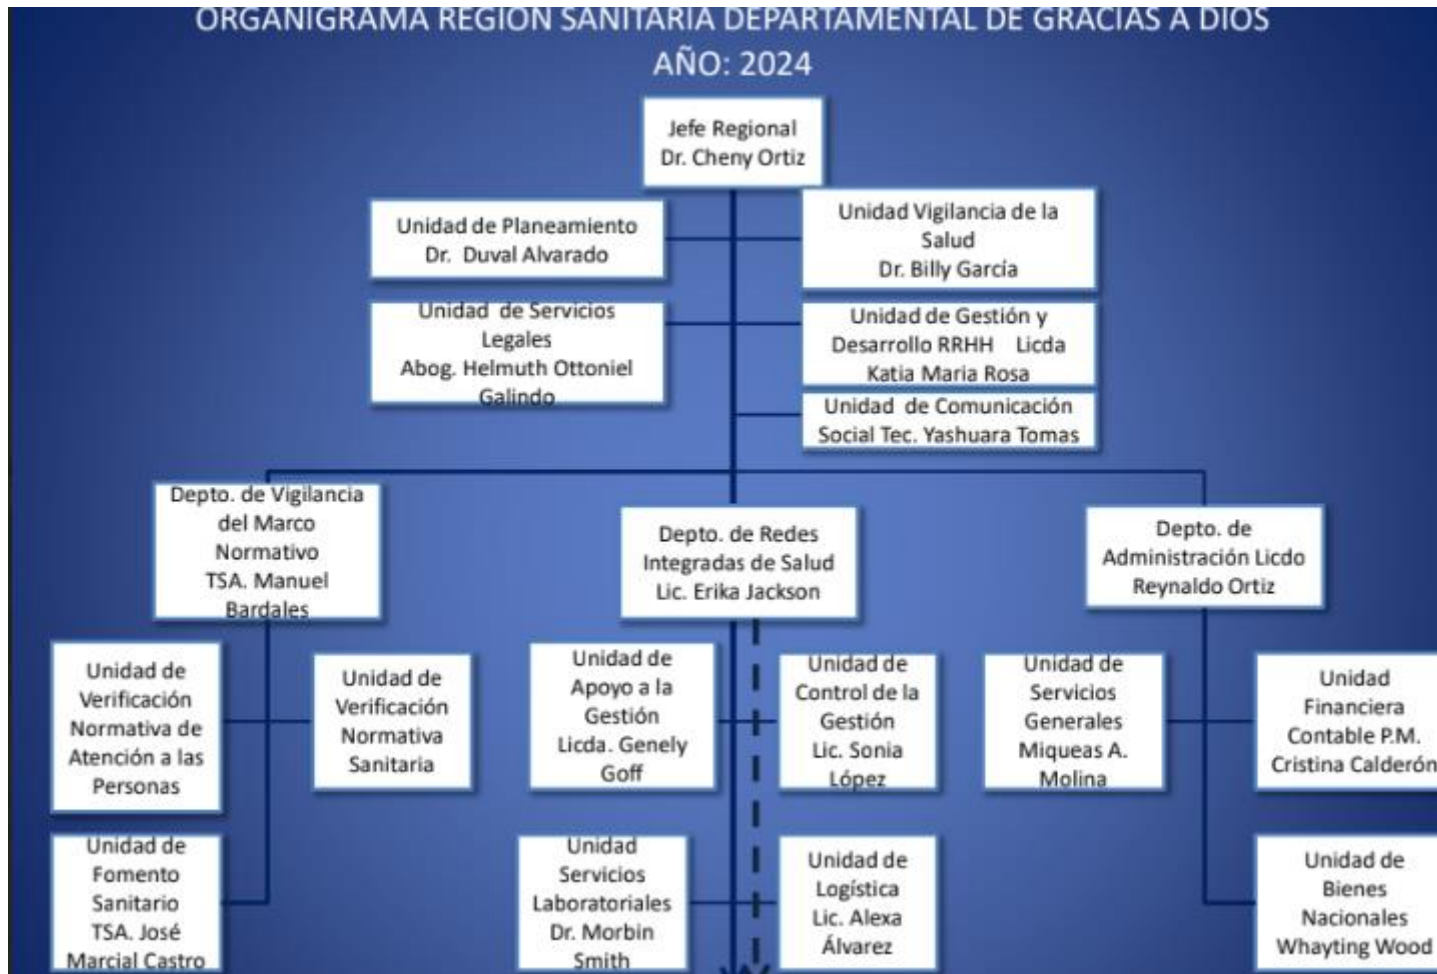 ORGANIGRAMA REGION SANITARIA DEPARTAMENTAL DE GRACIAS A DIOS
AÑO: 2024
Jefe Regional
Dr. Cheny Ortiz
Unidad de Planeamiento
Dr. Duval Alvarado
Unidad Vigilancia de la
Salud
Dr. Billy García
Unidad de Servicios
Legales
Abog. Helmuth Ottoniel
Galindo
Unidad de Gestión y
Desarrollo RRHH Licda
Katia Maria Rosa
Unidad de Comunicación
Social Tec. Yashuara Tomas
Depto. de Vigilancia
del Marco
Normativo
TSA. Manuel
Bardales
Depto. de Redes
Integradas de Salud
Lic. Erika Jackson
Depto. de
Administración Licdo
Reynaldo Ortiz
Unidad de
Verificación
Normativa de
Atención a las
Personas
Unidad de
Verificación
Normativa
Sanitaria
Unidad de
Apoyo a la
Gestión
Licda. Genely
Goff
Unidad de
Control de la
Gestión
Lic. Sonia
López
Unidad de
Servicios
Generales
Miqueas A.
Molina
Unidad
Financiera
Contable P.M.
Cristina Calderón
Unidad de
Fomento
Sanitario
TSA. José
Marcial Castro
Unidad
Servicios
Laboratoriales
Dr. Morbin
Smith
Unidad de
Logística
Lic. Alexa
Álvarez
Unidad de
Bienes
Nacionales
Whayting Wood